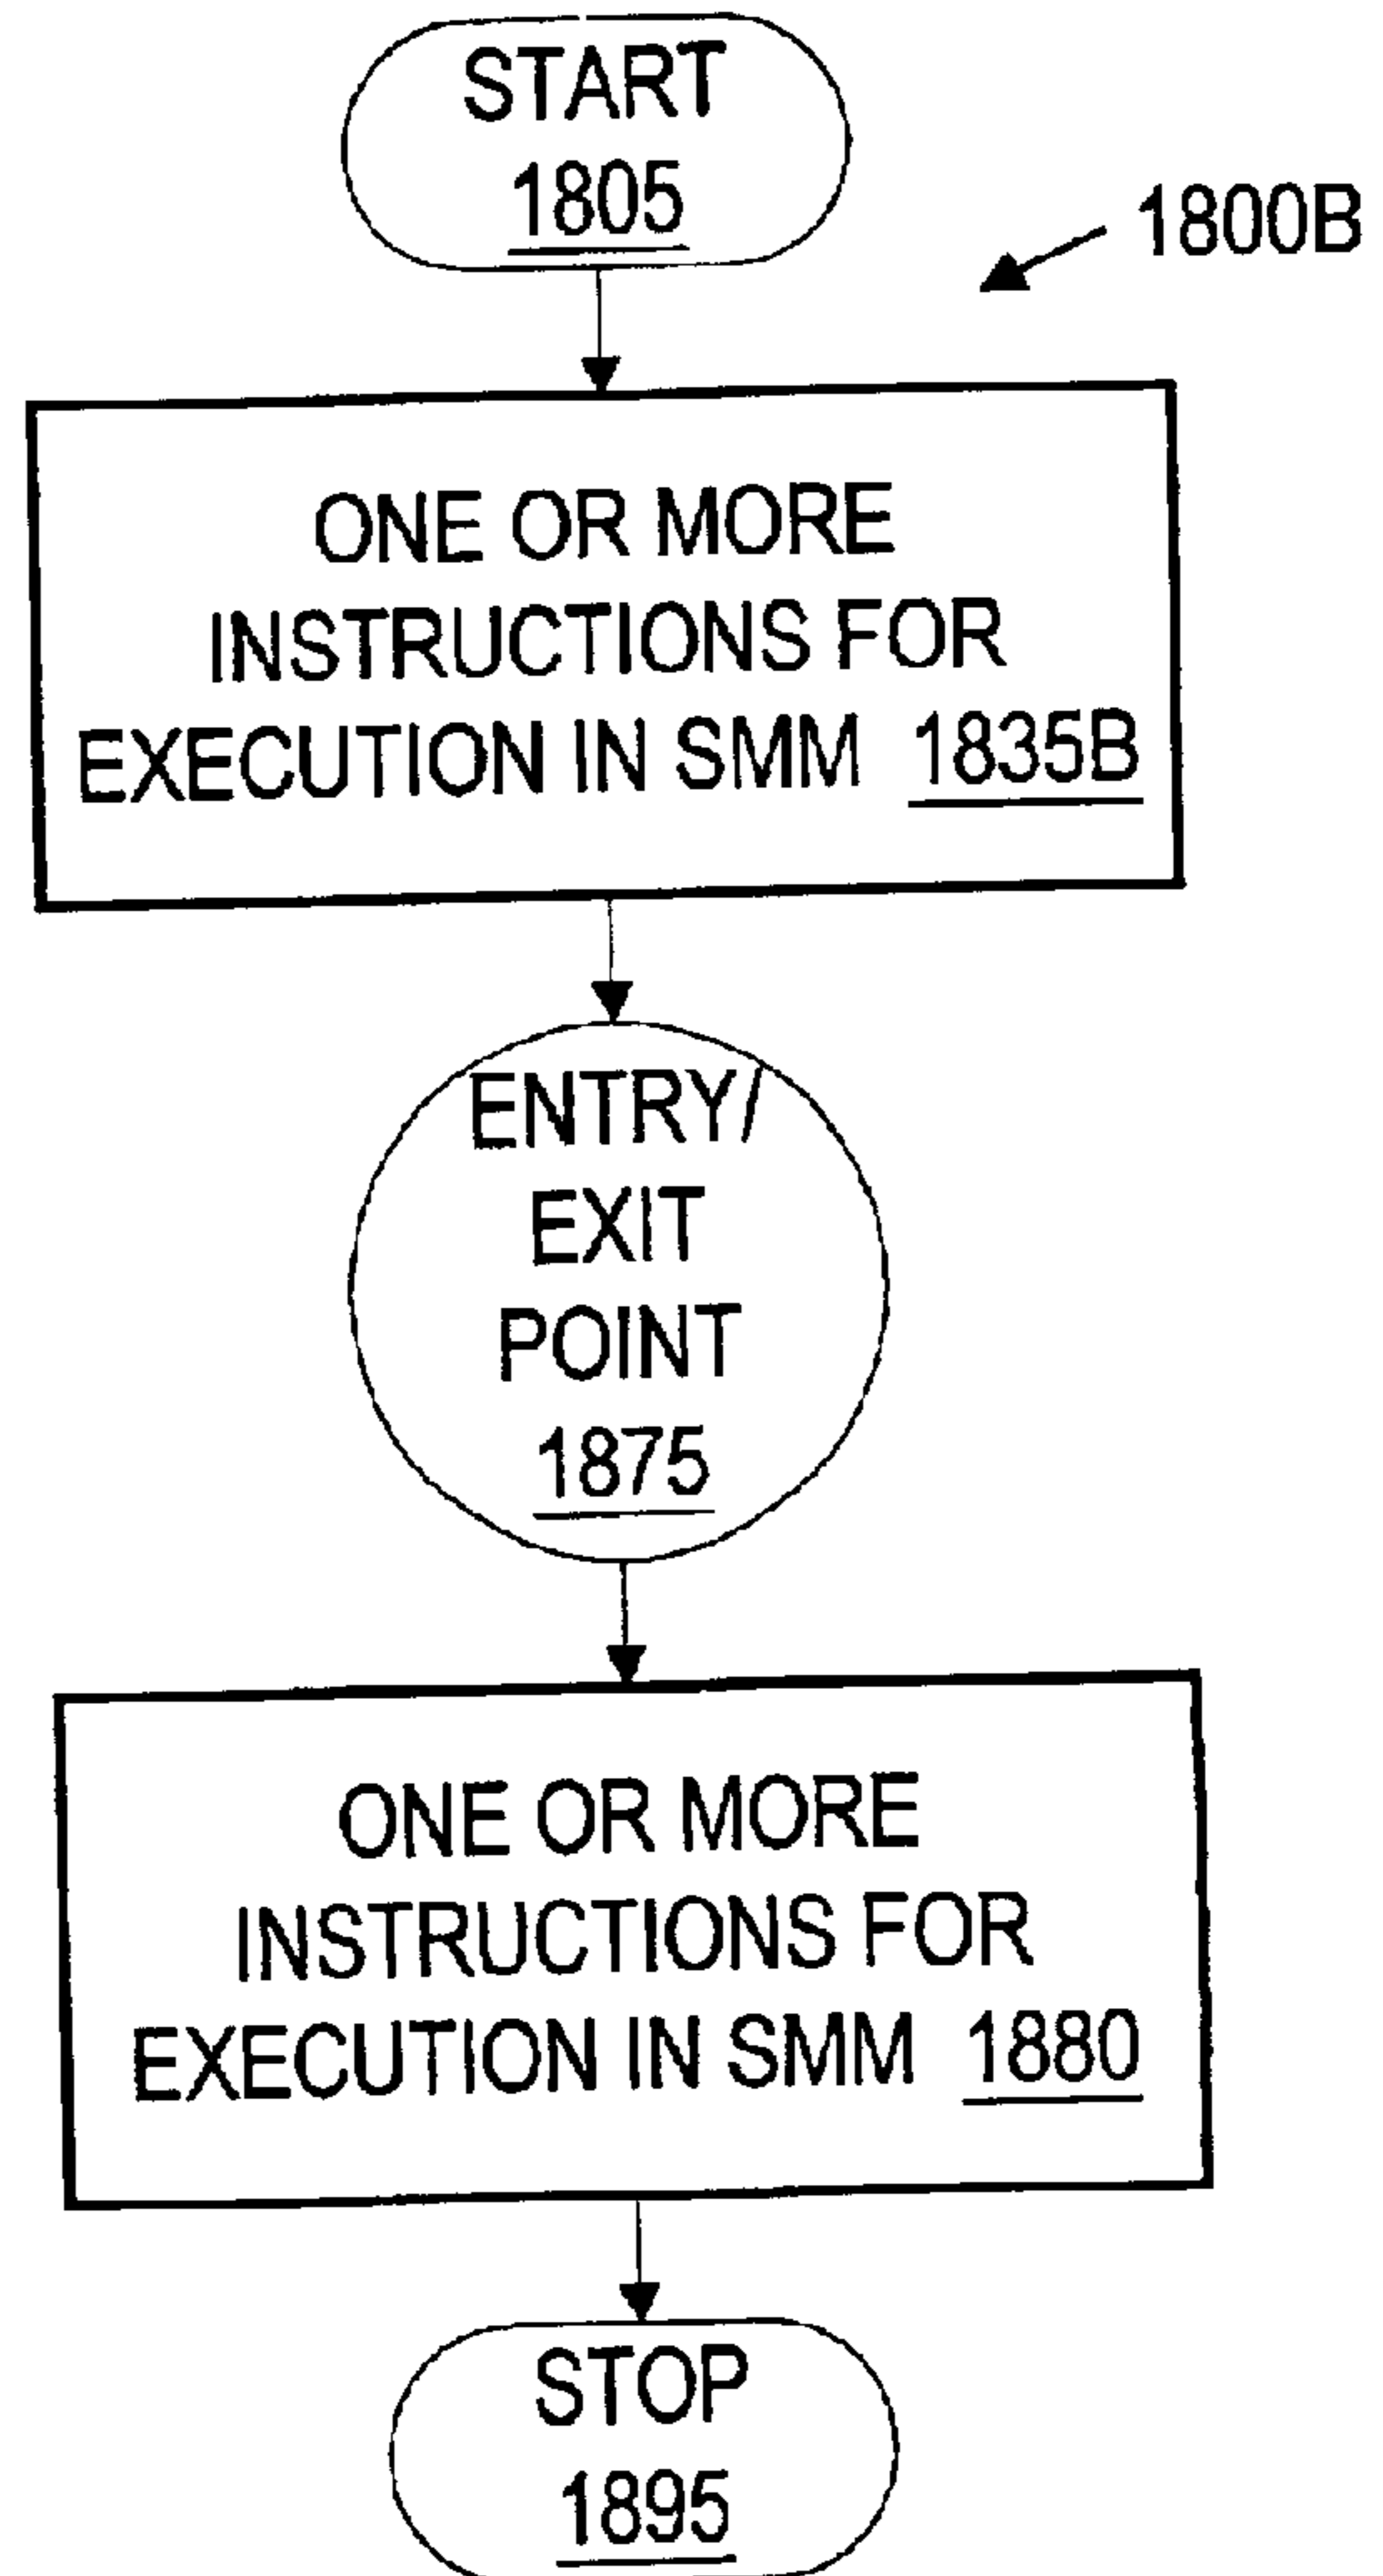 START
1805
1800B
ONE OR MORE
INSTRUCTIONS FOR
EXECUTION IN SMM 1835B
ENTRY/
EXIT
POINT
1875
ONE OR MORE
INSTRUCTIONS FOR
EXECUTION IN SMM 1880
STOP
1895